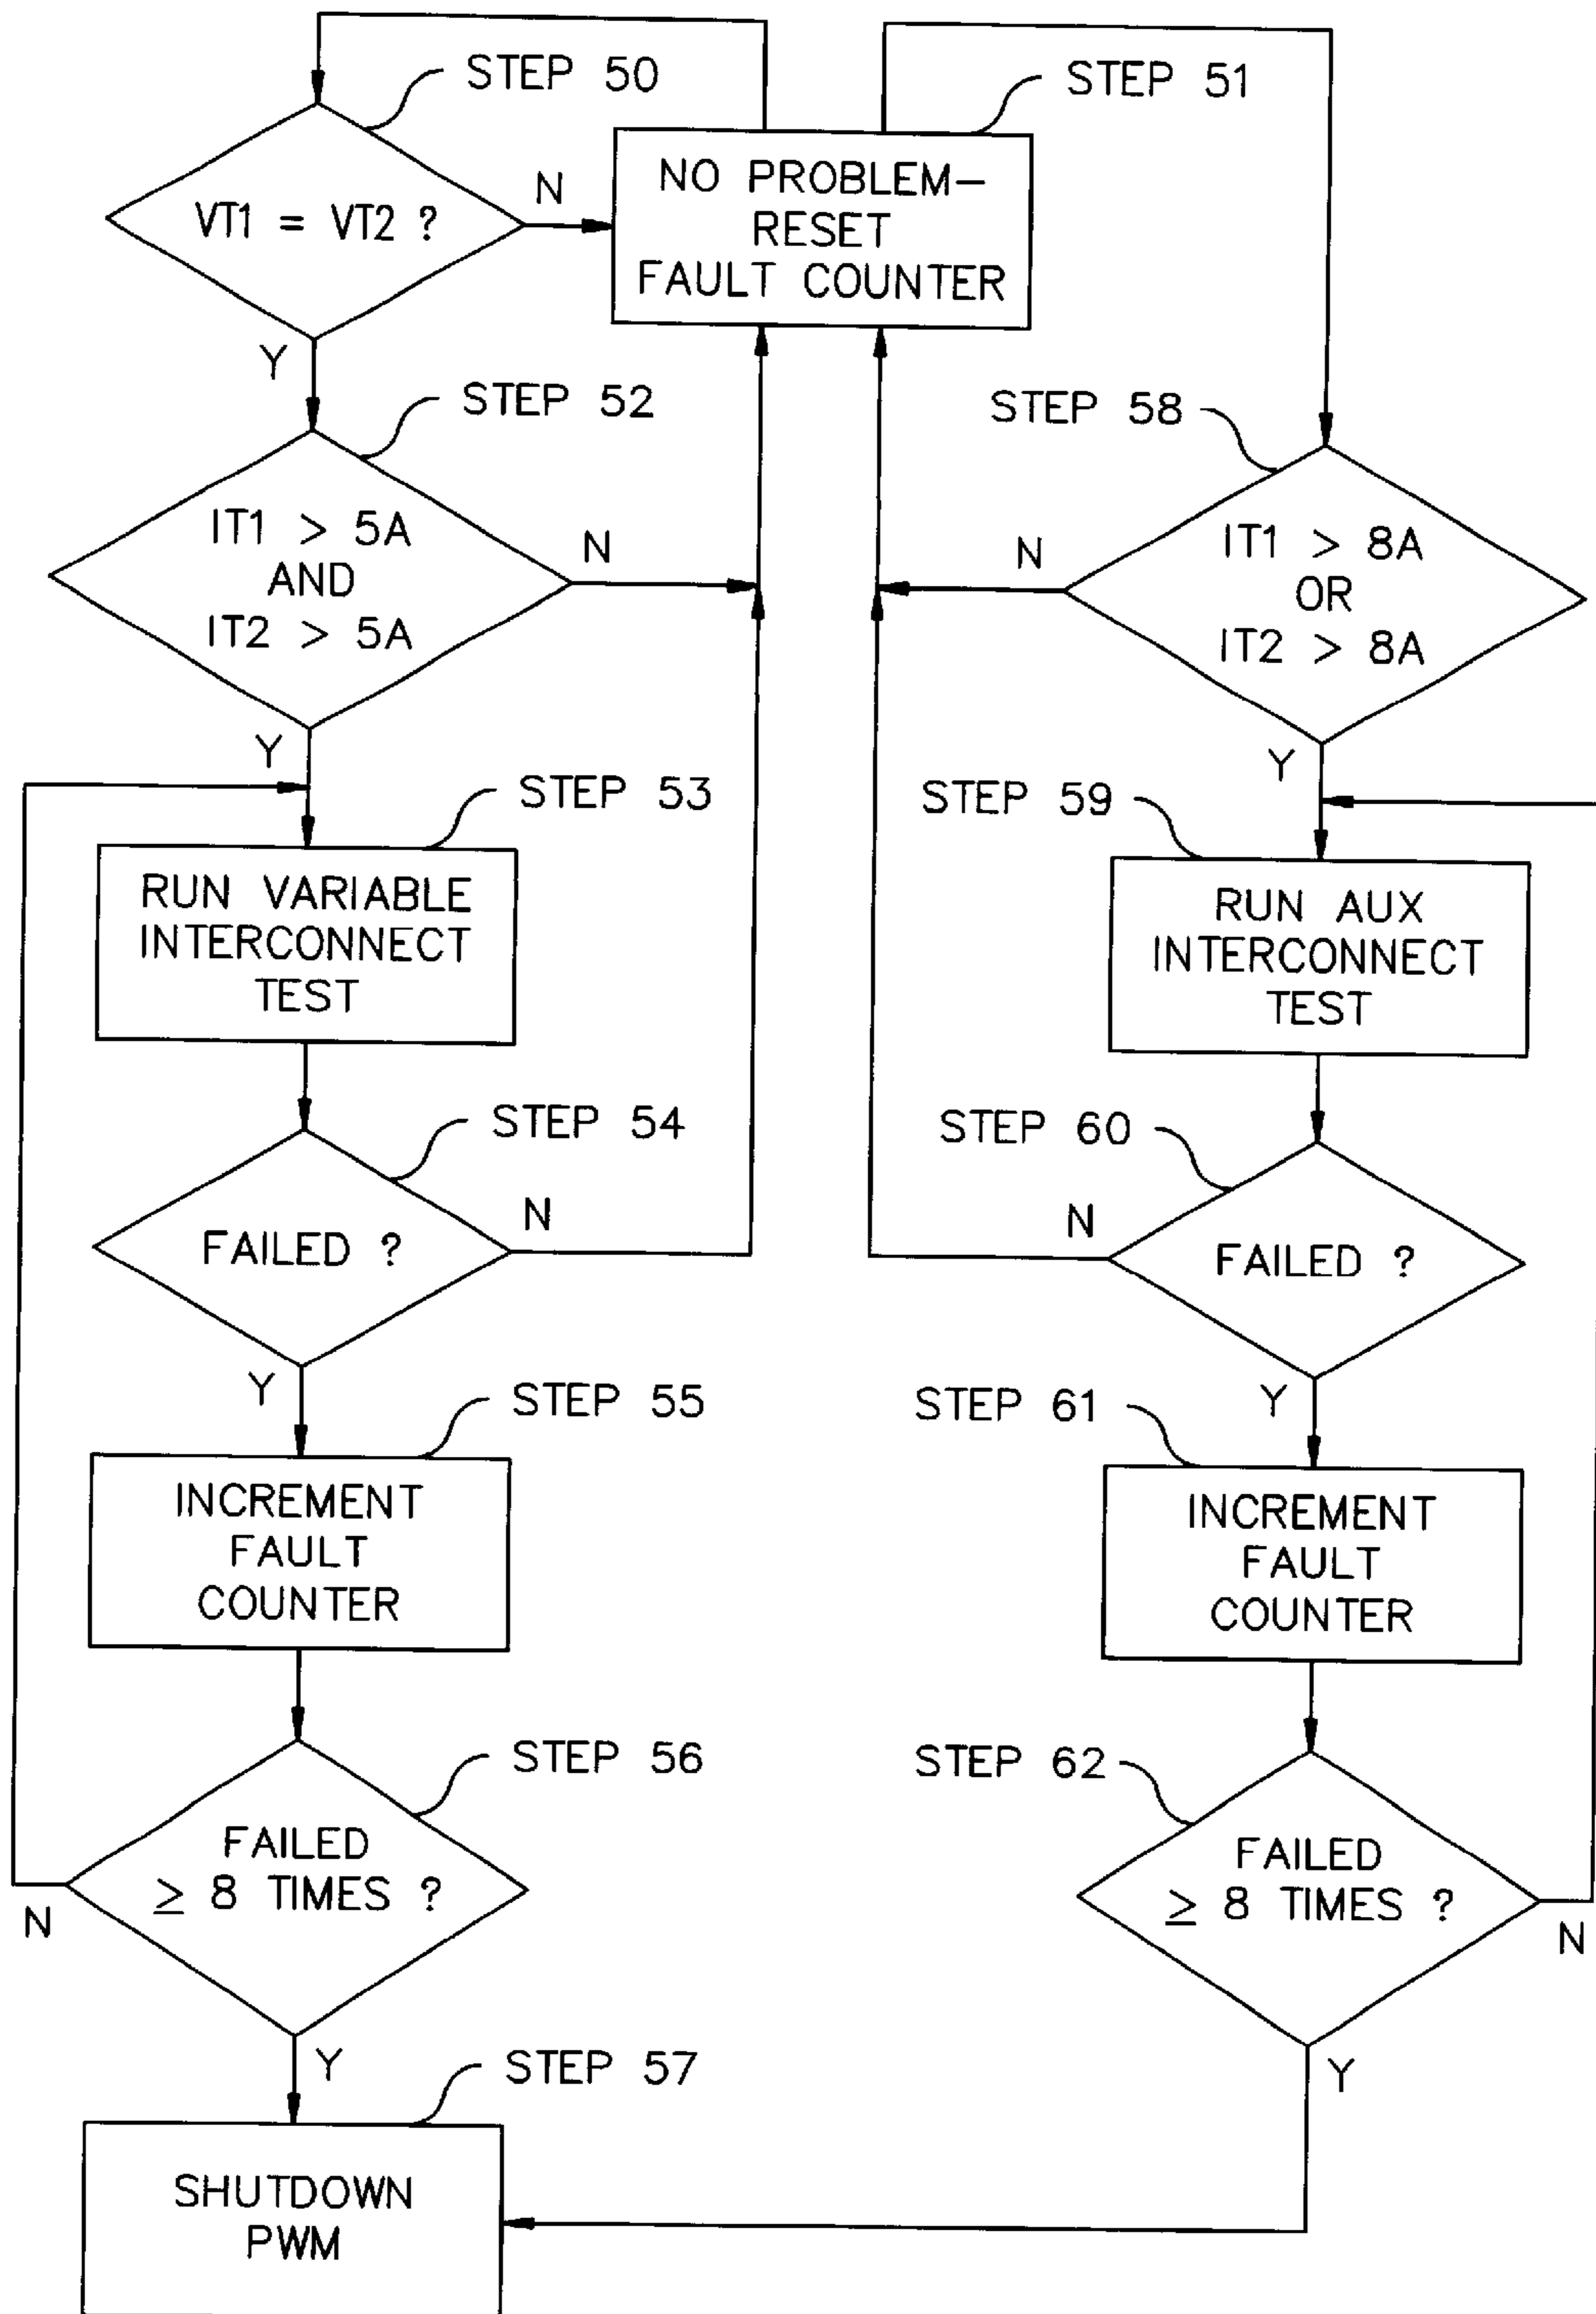 STEP 50
VT1 = VT2 ?
N
Y
STEP 51
NO PROBLEM-
RESET
FAULT COUNTER
STEP 52
IT1 > 5A
AND
IT2 > 5A
N
Y
STEP 53
RUN VARIABLE
INTERCONNECT
TEST
STEP 54
FAILED ?
N
Y
STEP 55
INCREMENT
FAULT
COUNTER
STEP 56
FAILED
≥ 8 TIMES ?
N
Y
STEP 57
SHUTDOWN
PWM
STEP 58
IT1 > 8A
OR
IT2 > 8A
N
Y
STEP 59
RUN AUX
INTERCONNECT
TEST
STEP 60
FAILED ?
N
Y
STEP 61
INCREMENT
FAULT
COUNTER
STEP 62
FAILED
≥ 8 TIMES ?
N
Y